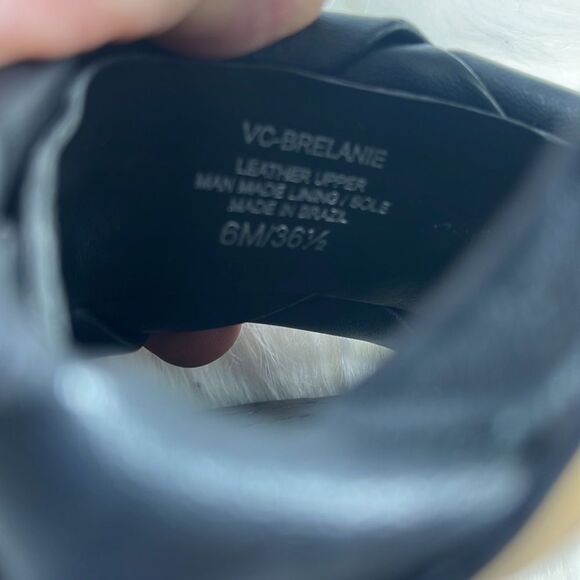 VC-BRELANIE
LEATHER UPPER
MAN MADE LINING / SOLE
MADE IN BRAZIL
6M/36½